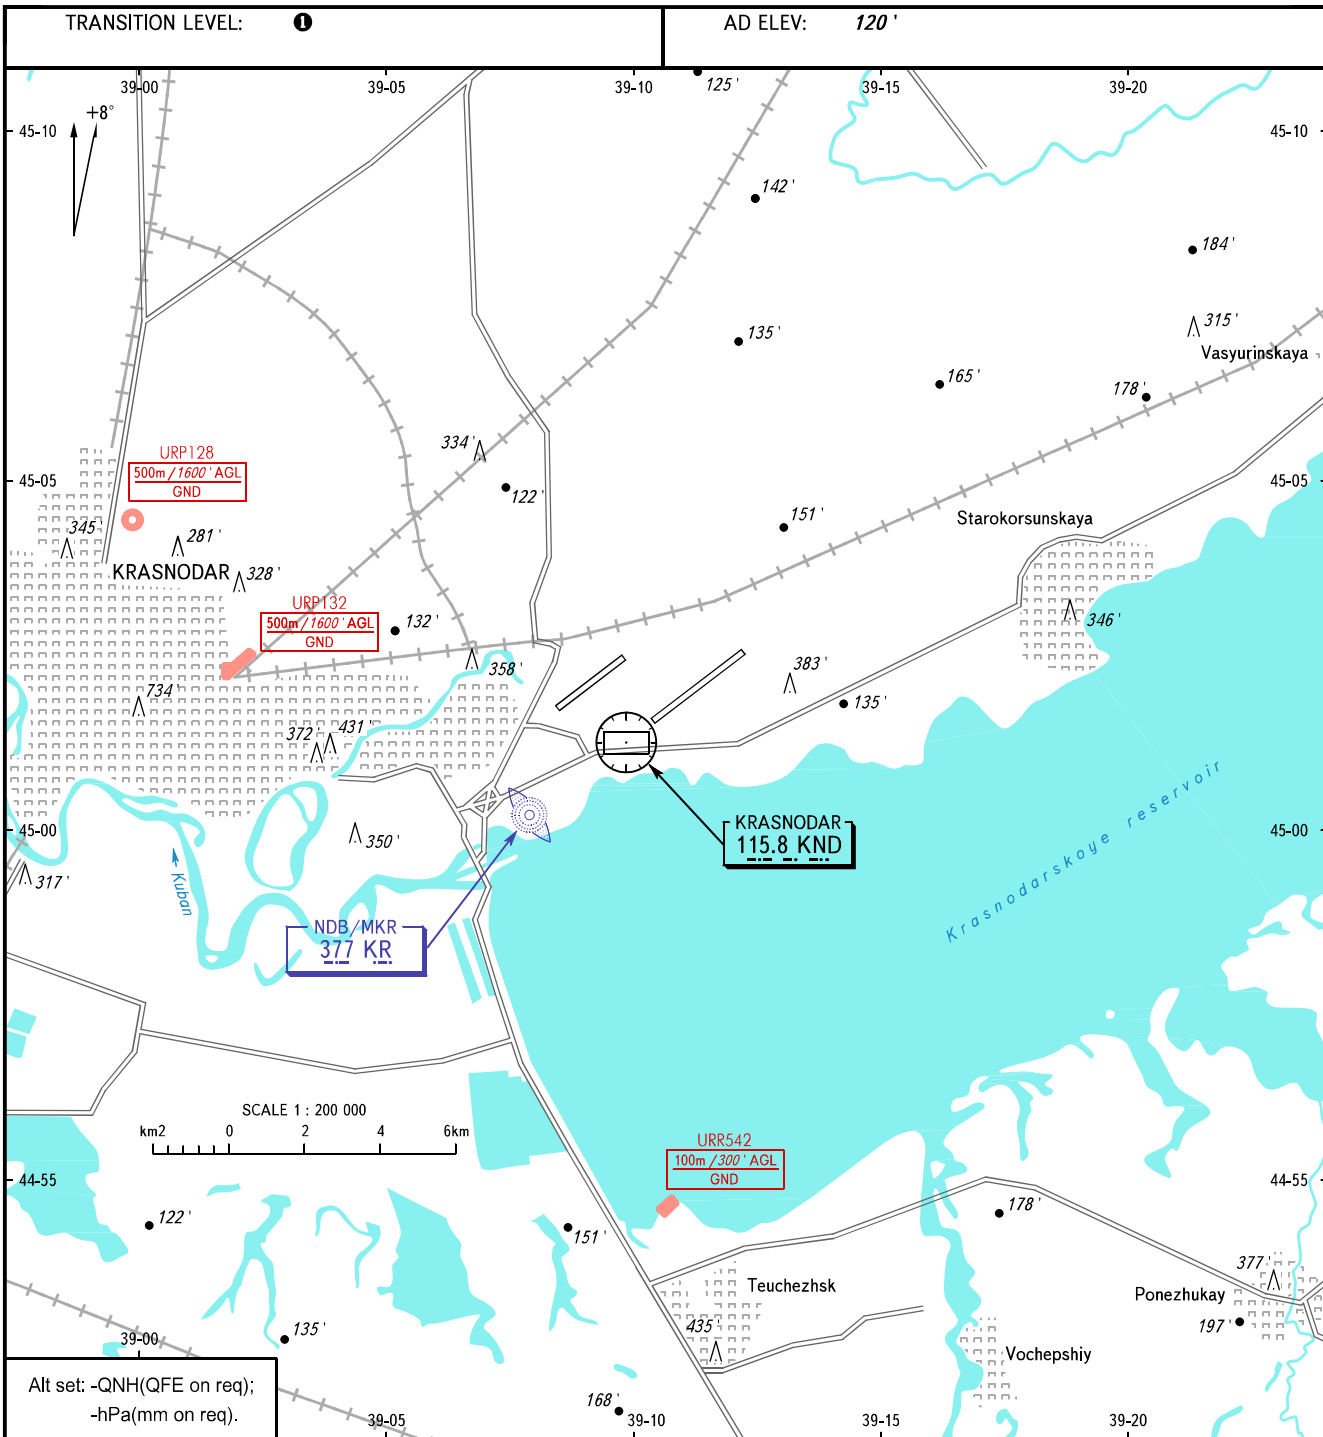 TRANSITION LEVEL: ❶
AD ELEV: 120 '
39-00 39-05 39-10 39-15 39-20
125 '
+8°
45-10 45-10
142 '
184 '
315 '
135 '
Vasyurinskaya
165 '
178 '
334 '
URP128
500m / 1600 ' AGL
GND
45-05 45-05
122 '
151 '
Starokorsunskaya
345 '
281 '
KRASNODAR
328 '
URP132
500m / 1600 ' AGL
GND
132 '
346 '
358 '
383 '
734 '
135 '
372 '
431 '
Krasnodarskoye reservoir
KRASNODAR
115.8 KND
45-00 45-00
350 '
317 '
Kuban
NDB/MKR
377 KR
SCALE 1 : 200 000
km2 0 2 4 6km
URR542
100m / 300 ' AGL
GND
44-55 44-55
122 '
151 '
178 '
377 '
Teuchezhsk
Ponezhukay
197 '
135 '
435 '
39-00
Vochepshiy
Alt set: -QNH(QFE on req);
-hPa(mm on req).
168 '
39-05 39-10 39-15 39-20